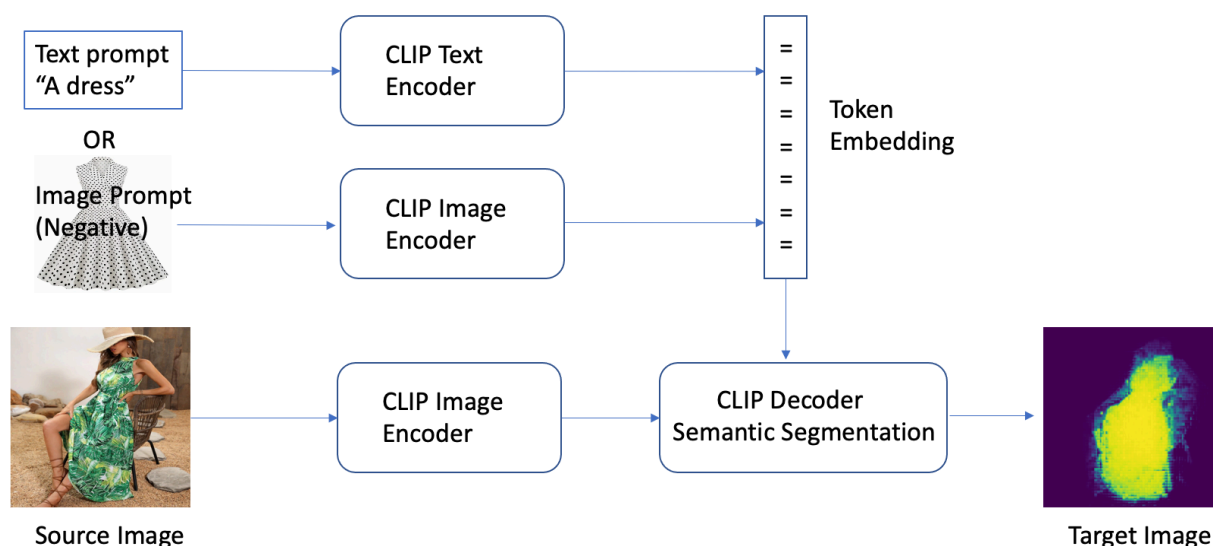 Text prompt
“A dress”
CLIP Text
Encoder
=
=
=
=
=
=
=
Token
Embedding
OR
Image Prompt
(Negative)
CLIP Image
Encoder
CLIP Image
Encoder
CLIP Decoder
Semantic Segmentation
Source Image
Target Image